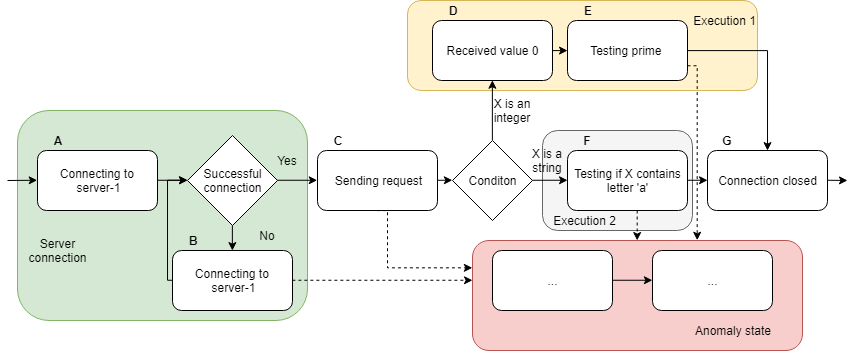 D
E
Execution 1
Received value 0
Testing prime
X is an
integer
A
C
X is a
string
F
G
Connecting to
server-1
Successful
connection
Yes
Sending request
Conditon
Testing if X contains
letter 'a'
Connection closed
Execution 2
No
B
Server
connection
Connecting to
server-1
...
...
Anomaly state